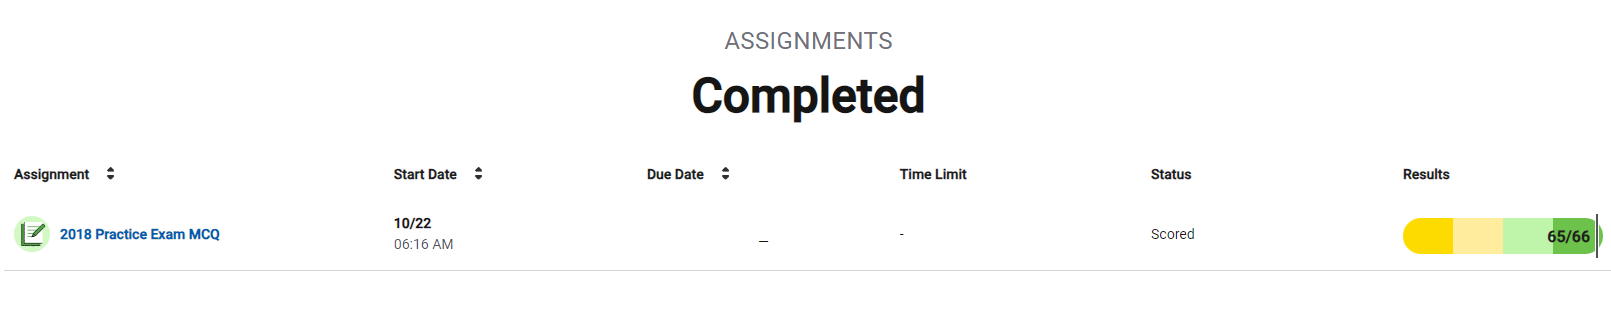 ASSIGNMENTS
Completed
Assignment Start Date Due Date Time Limit Status Results
2018 Practice Exam MCQ 10/22 06:16 AM _ - Scored 65/66